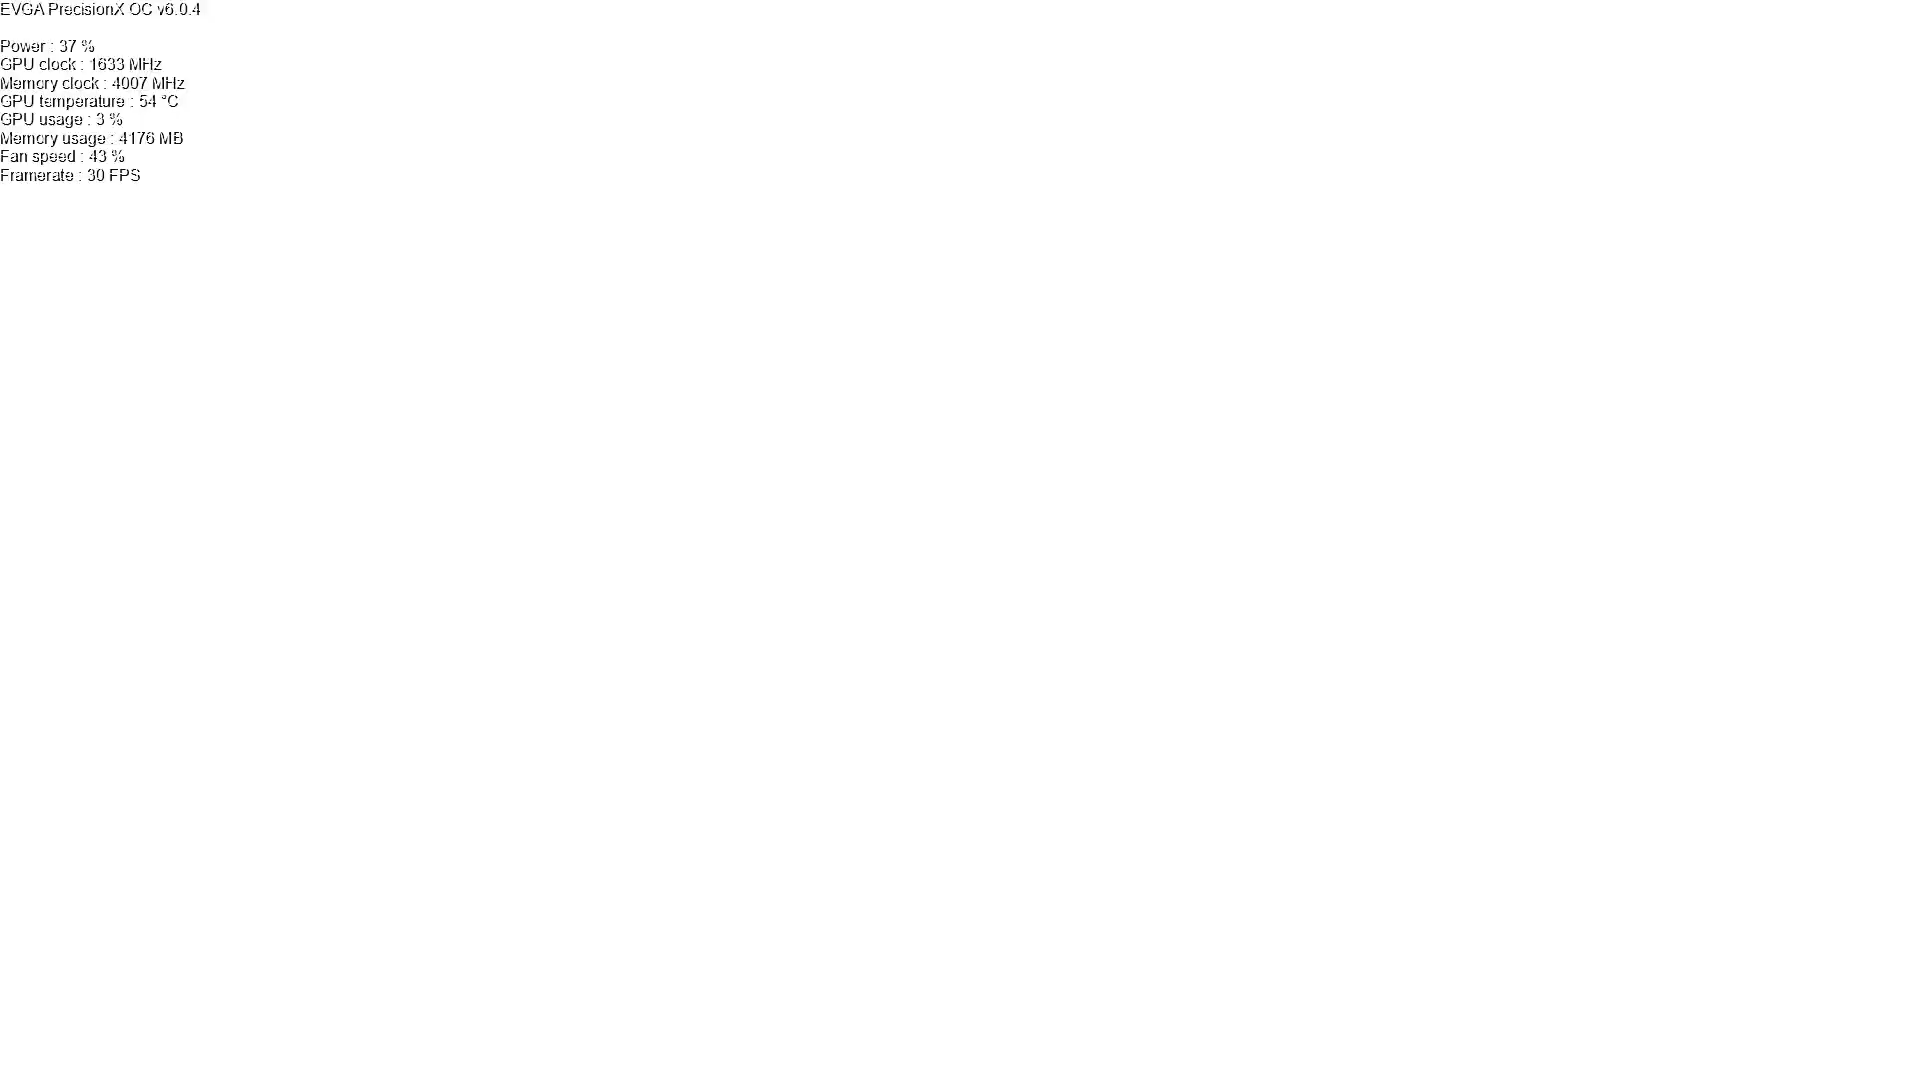 EVGA PrecisionX OC v6.0.4
Power : 37 %
GPU clock : 1633 MHz
Memory clock : 4007 MHz
GPU temperature : 54 °C
GPU usage : 3 %
Memory usage : 4176 MB
Fan speed : 43 %
Framerate : 30 FPS